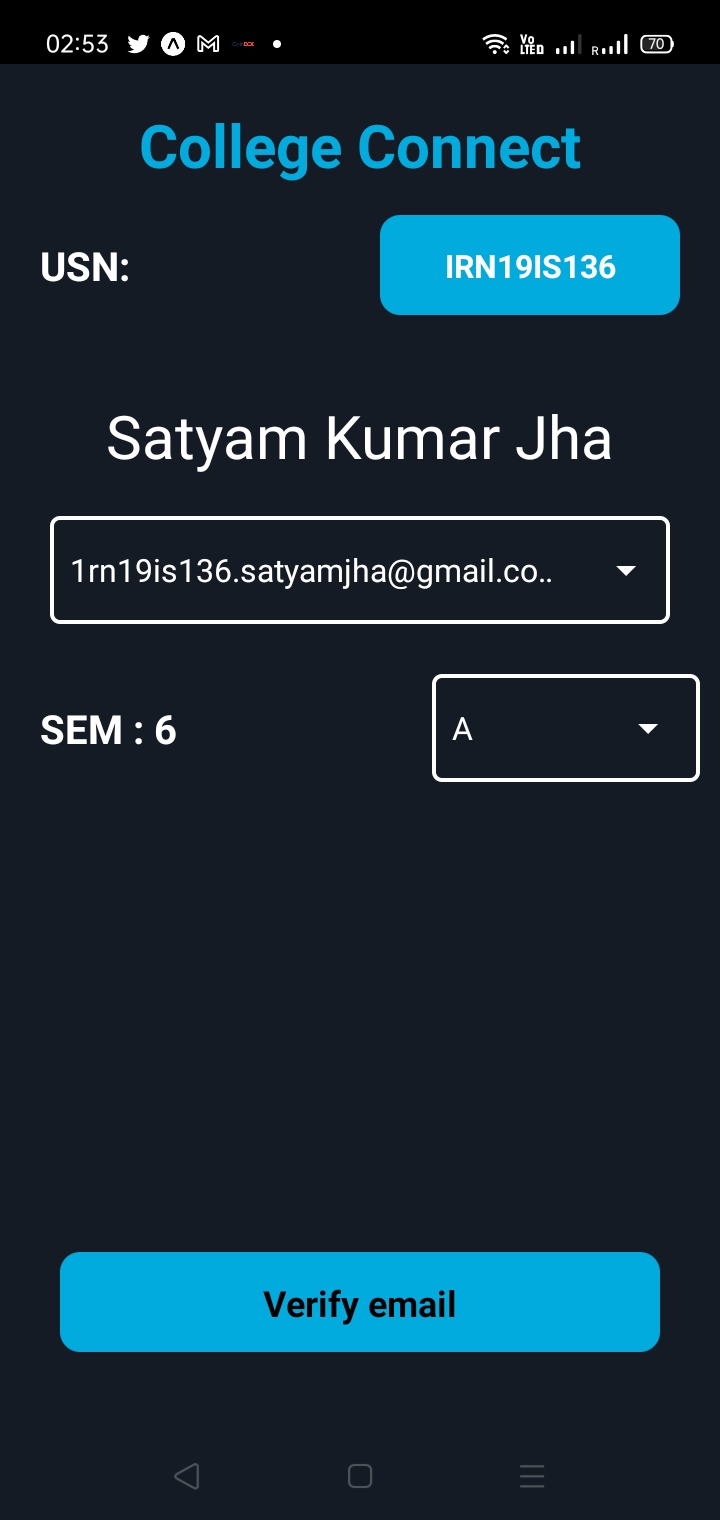 02:53
Vo
LTED
R
70
College Connect
USN:
IRN19IS136
Satyam Kumar Jha
1rn19is136.satyamjha@gmail.co..
SEM : 6
A
Verify email